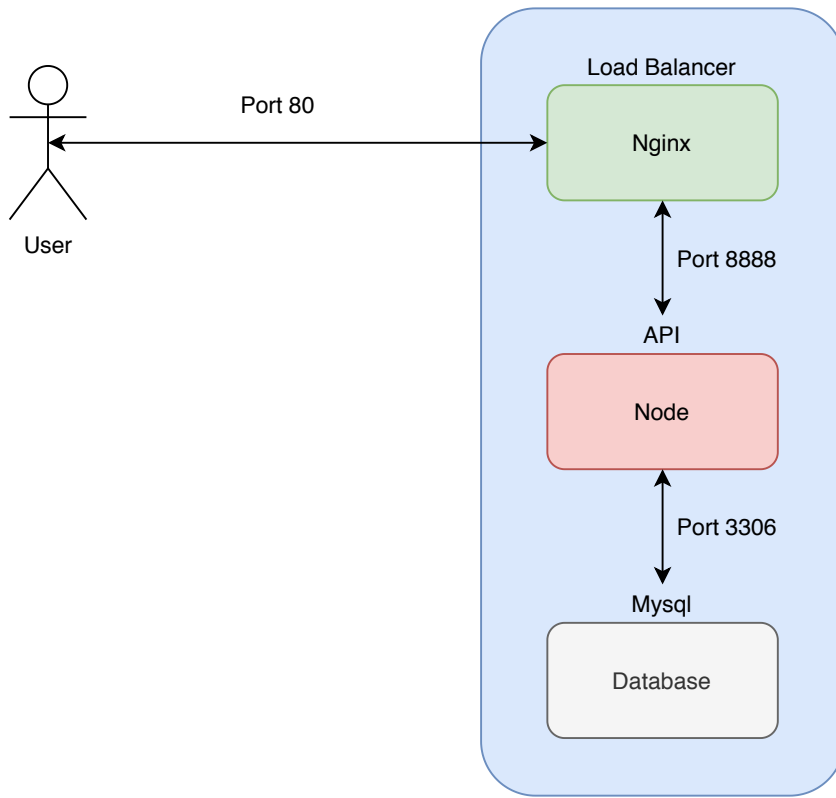 Load Balancer
Port 80
Nginx
User
Port 8888
API
Node
Port 3306
Mysql
Database